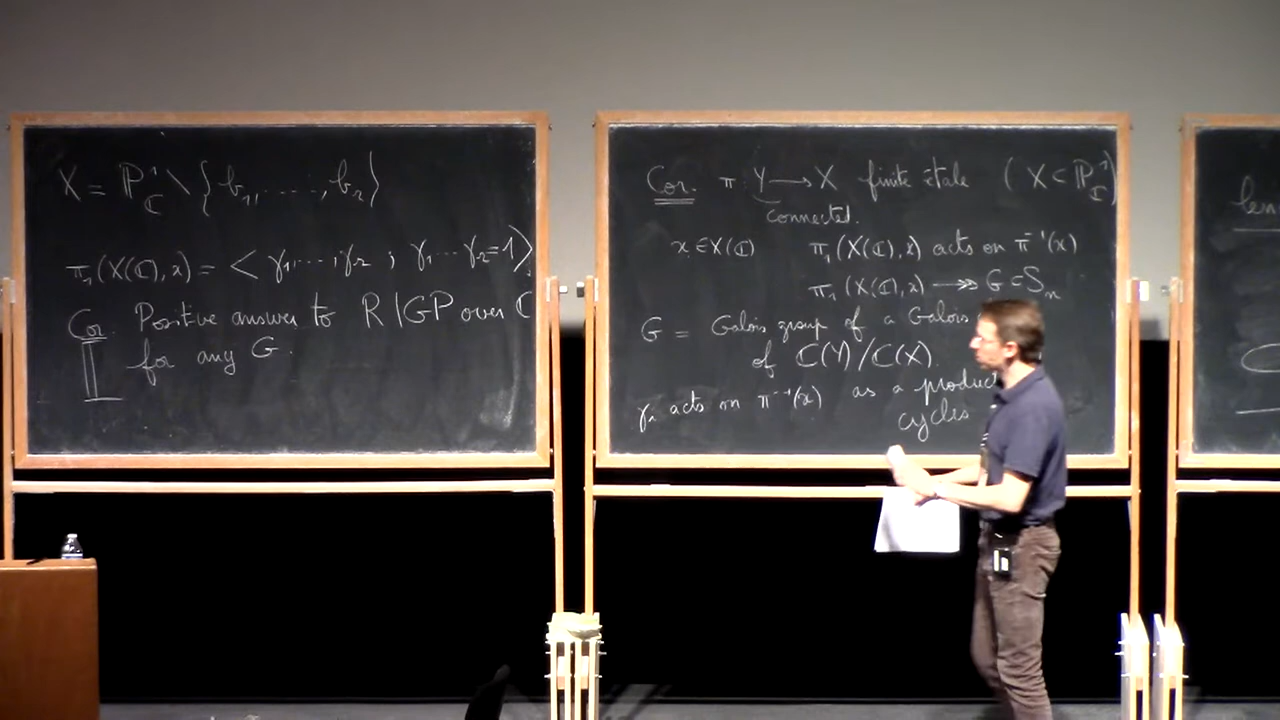 X = ℙ¹_ℂ \ {b₁, ....., b_r}
π₁(X(ℂ), x) = < γ₁, ..., γ_r ; γ₁ ... γ_r = 1 >
Cor. Positive answer to RIGP over ℂ
for any G.
Cor. π: Y → X finite étale ( X ⊂ ℙ¹_ℂ)
connected.
x ∈ X(ℂ) π₁(X(ℂ), x) acts on π⁻¹(x)
π₁(X(ℂ), x) ↠ G ⊂ S_n
G = Galois group of a Galois
of ℂ(Y)/ℂ(X).
γᵢ acts on π⁻¹(x) as a product
cycles